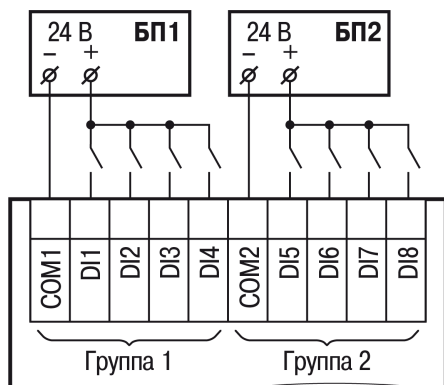 24 В БП1
– +
24 В БП2
– +
COM1
DI1
DI2
DI3
DI4
COM2
DI5
DI6
DI7
DI8
Группа 1
Группа 2